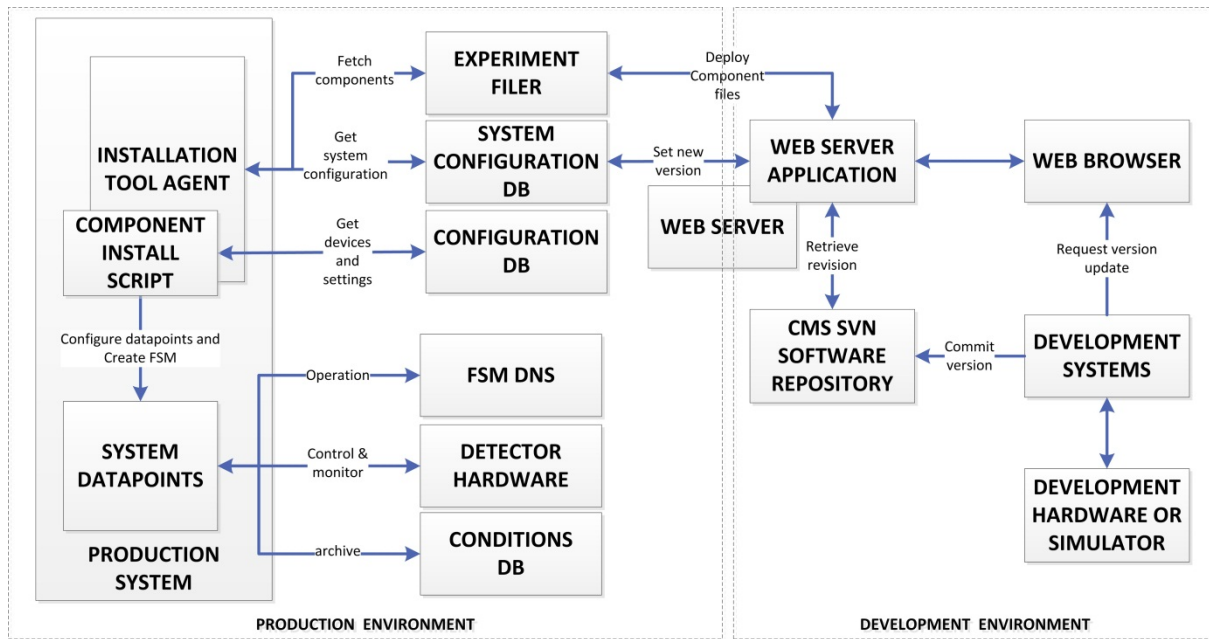 Fetch
components
EXPERIMENT
FILER
Deploy
Component
files
INSTALLATION
TOOL AGENT
Get
system
configuration
SYSTEM
CONFIGURATION
DB
Set new
version
WEB SERVER
APPLICATION
WEB BROWSER
WEB SERVER
COMPONENT
INSTALL
SCRIPT
Get
devices
and
settings
CONFIGURATION
DB
Retrieve
revision
Request version
update
Configure datapoints and
Create FSM
CMS SVN
SOFTWARE
REPOSITORY
Commit
version
DEVELOPMENT
SYSTEMS
Operation
FSM DNS
SYSTEM
DATAPOINTS
Control &
monitor
DETECTOR
HARDWARE
archive
CONDITIONS
DB
DEVELOPMENT
HARDWARE OR
SIMULATOR
PRODUCTION
SYSTEM
PRODUCTION ENVIRONMENT
DEVELOPMENT ENVIRONMENT